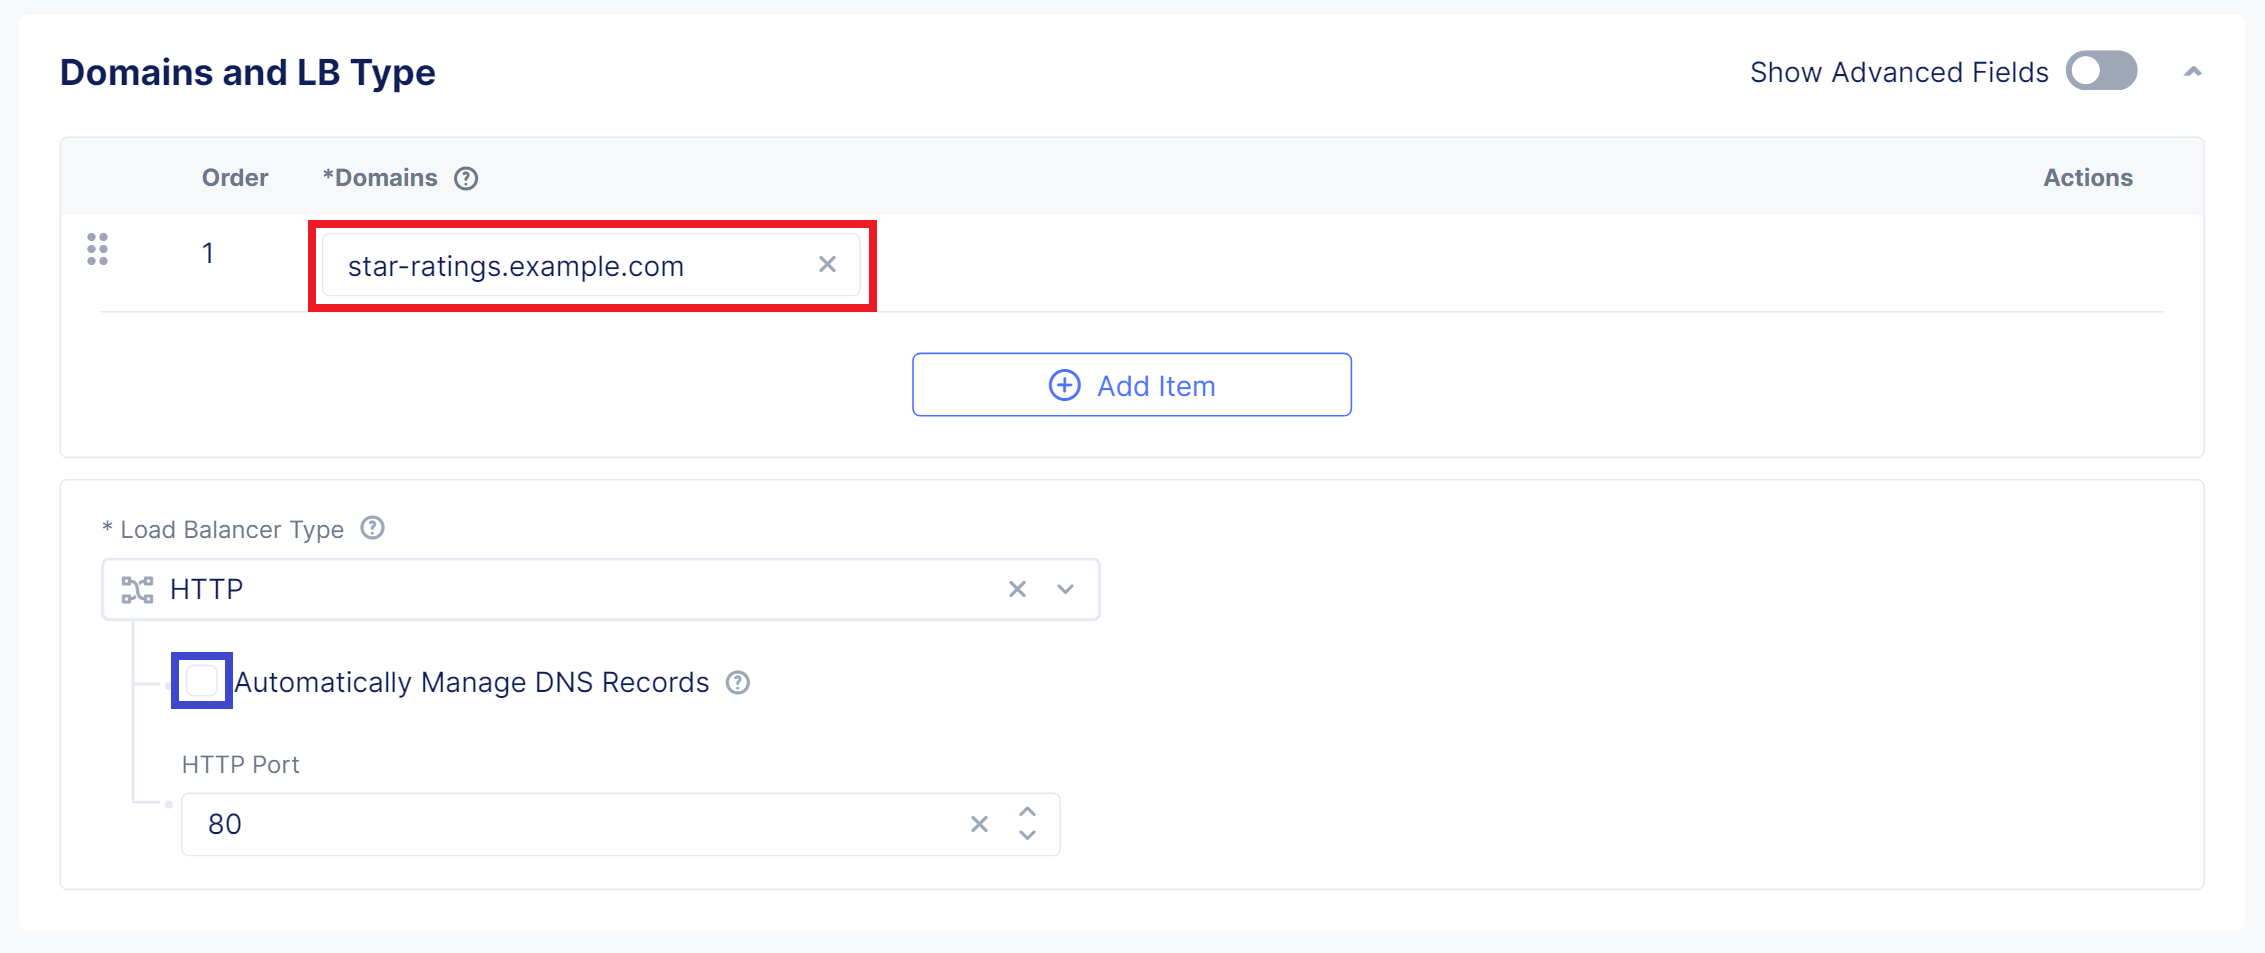 Domains and LB Type
Show Advanced Fields
Order *Domains Actions
1 star-ratings.example.com
Add Item
* Load Balancer Type
HTTP
Automatically Manage DNS Records
HTTP Port
80